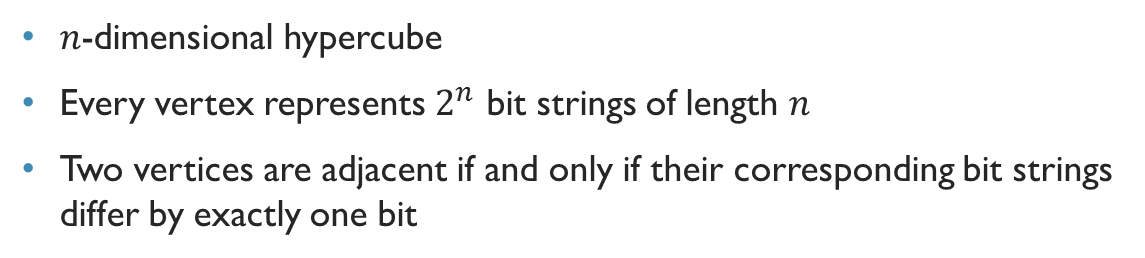 • n-dimensional hypercube
• Every vertex represents 2ⁿ bit strings of length n
• Two vertices are adjacent if and only if their corresponding bit strings
differ by exactly one bit